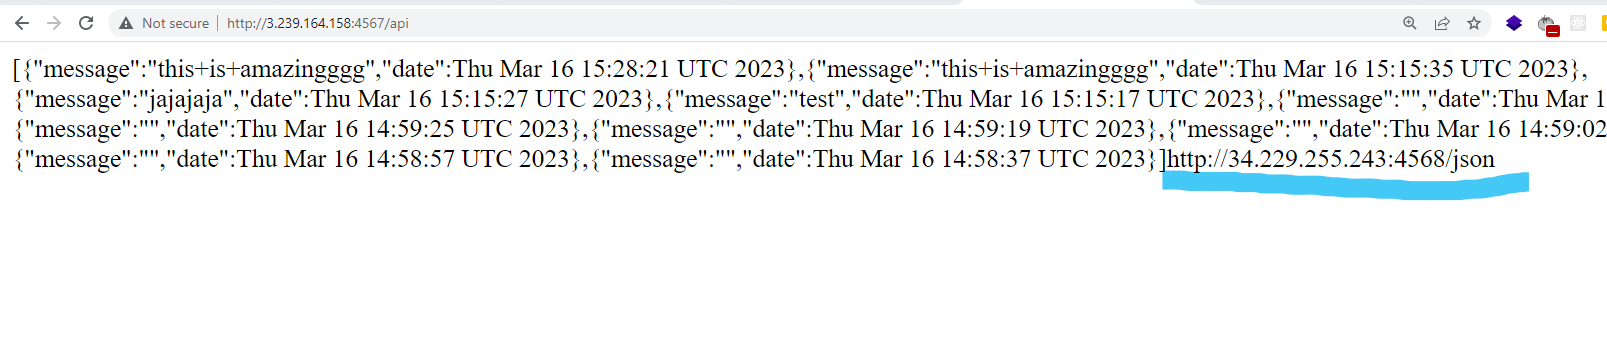 Not secure | http://3.239.164.158:4567/api
[{"message":"this+is+amazingggg","date":Thu Mar 16 15:28:21 UTC 2023},{"message":"this+is+amazingggg","date":Thu Mar 16 15:15:35 UTC 2023},
{"message":"jajajaja","date":Thu Mar 16 15:15:27 UTC 2023},{"message":"test","date":Thu Mar 16 15:15:17 UTC 2023},{"message":"","date":Thu Mar 1
{"message":"","date":Thu Mar 16 14:59:25 UTC 2023},{"message":"","date":Thu Mar 16 14:59:19 UTC 2023},{"message":"","date":Thu Mar 16 14:59:02
{"message":"","date":Thu Mar 16 14:58:57 UTC 2023},{"message":"","date":Thu Mar 16 14:58:37 UTC 2023}]http://34.229.255.243:4568/json